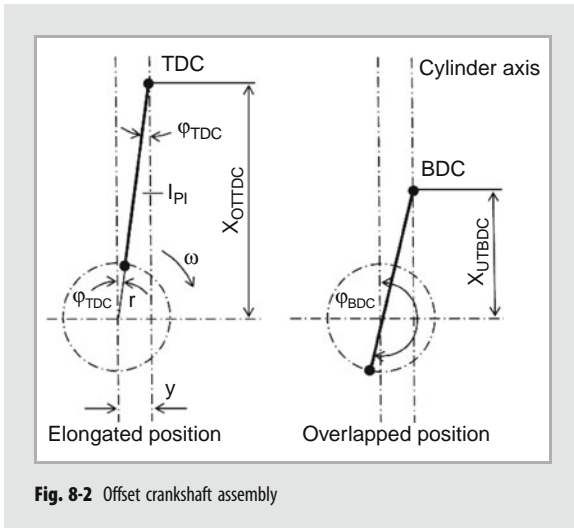 TDC
φTDC
lPI
XOTTDC
ω
φTDC
r
y
Elongated position
Cylinder axis
BDC
XUTBDC
φBDC
Overlapped position
Fig. 8-2 Offset crankshaft assembly